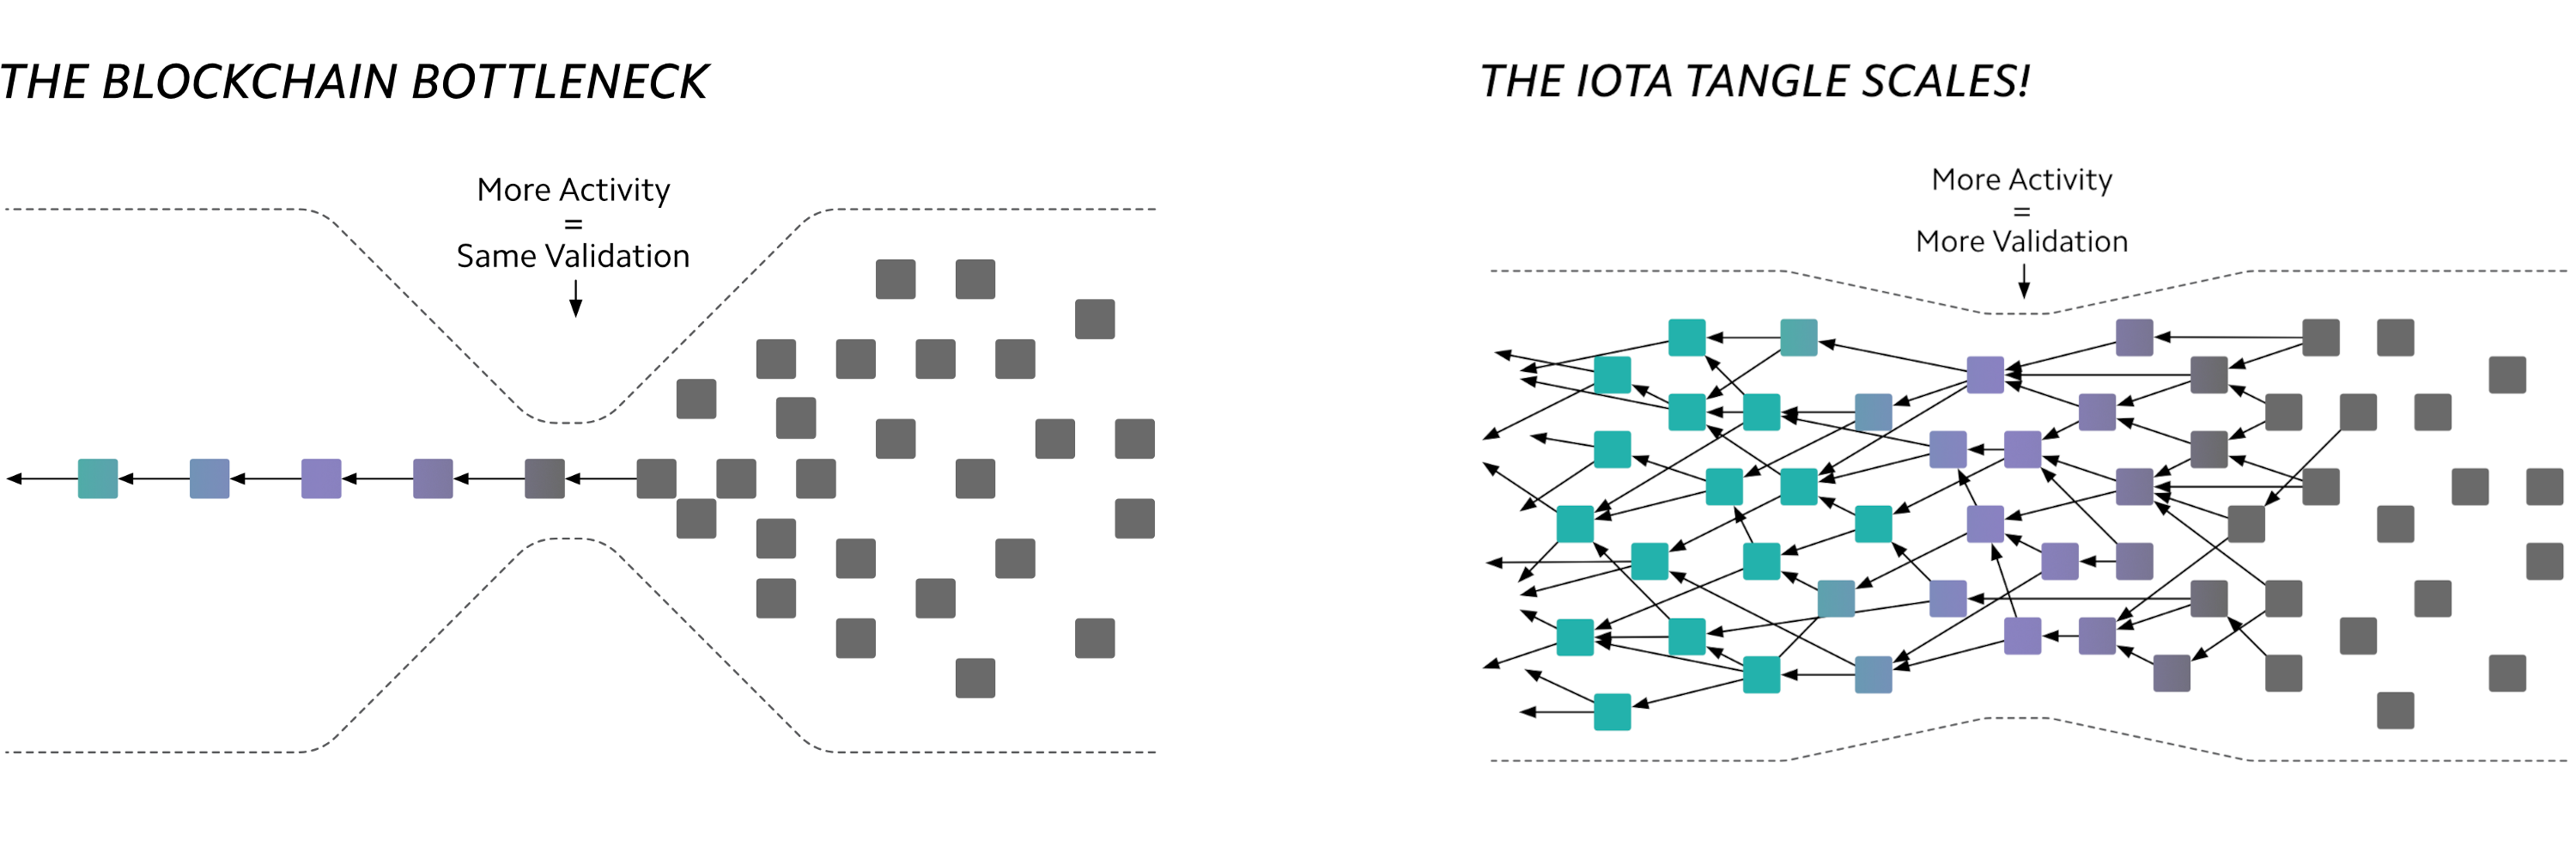 THE BLOCKCHAIN BOTTLENECK
More Activity
=
Same Validation
THE IOTA TANGLE SCALES!
More Activity
=
More Validation